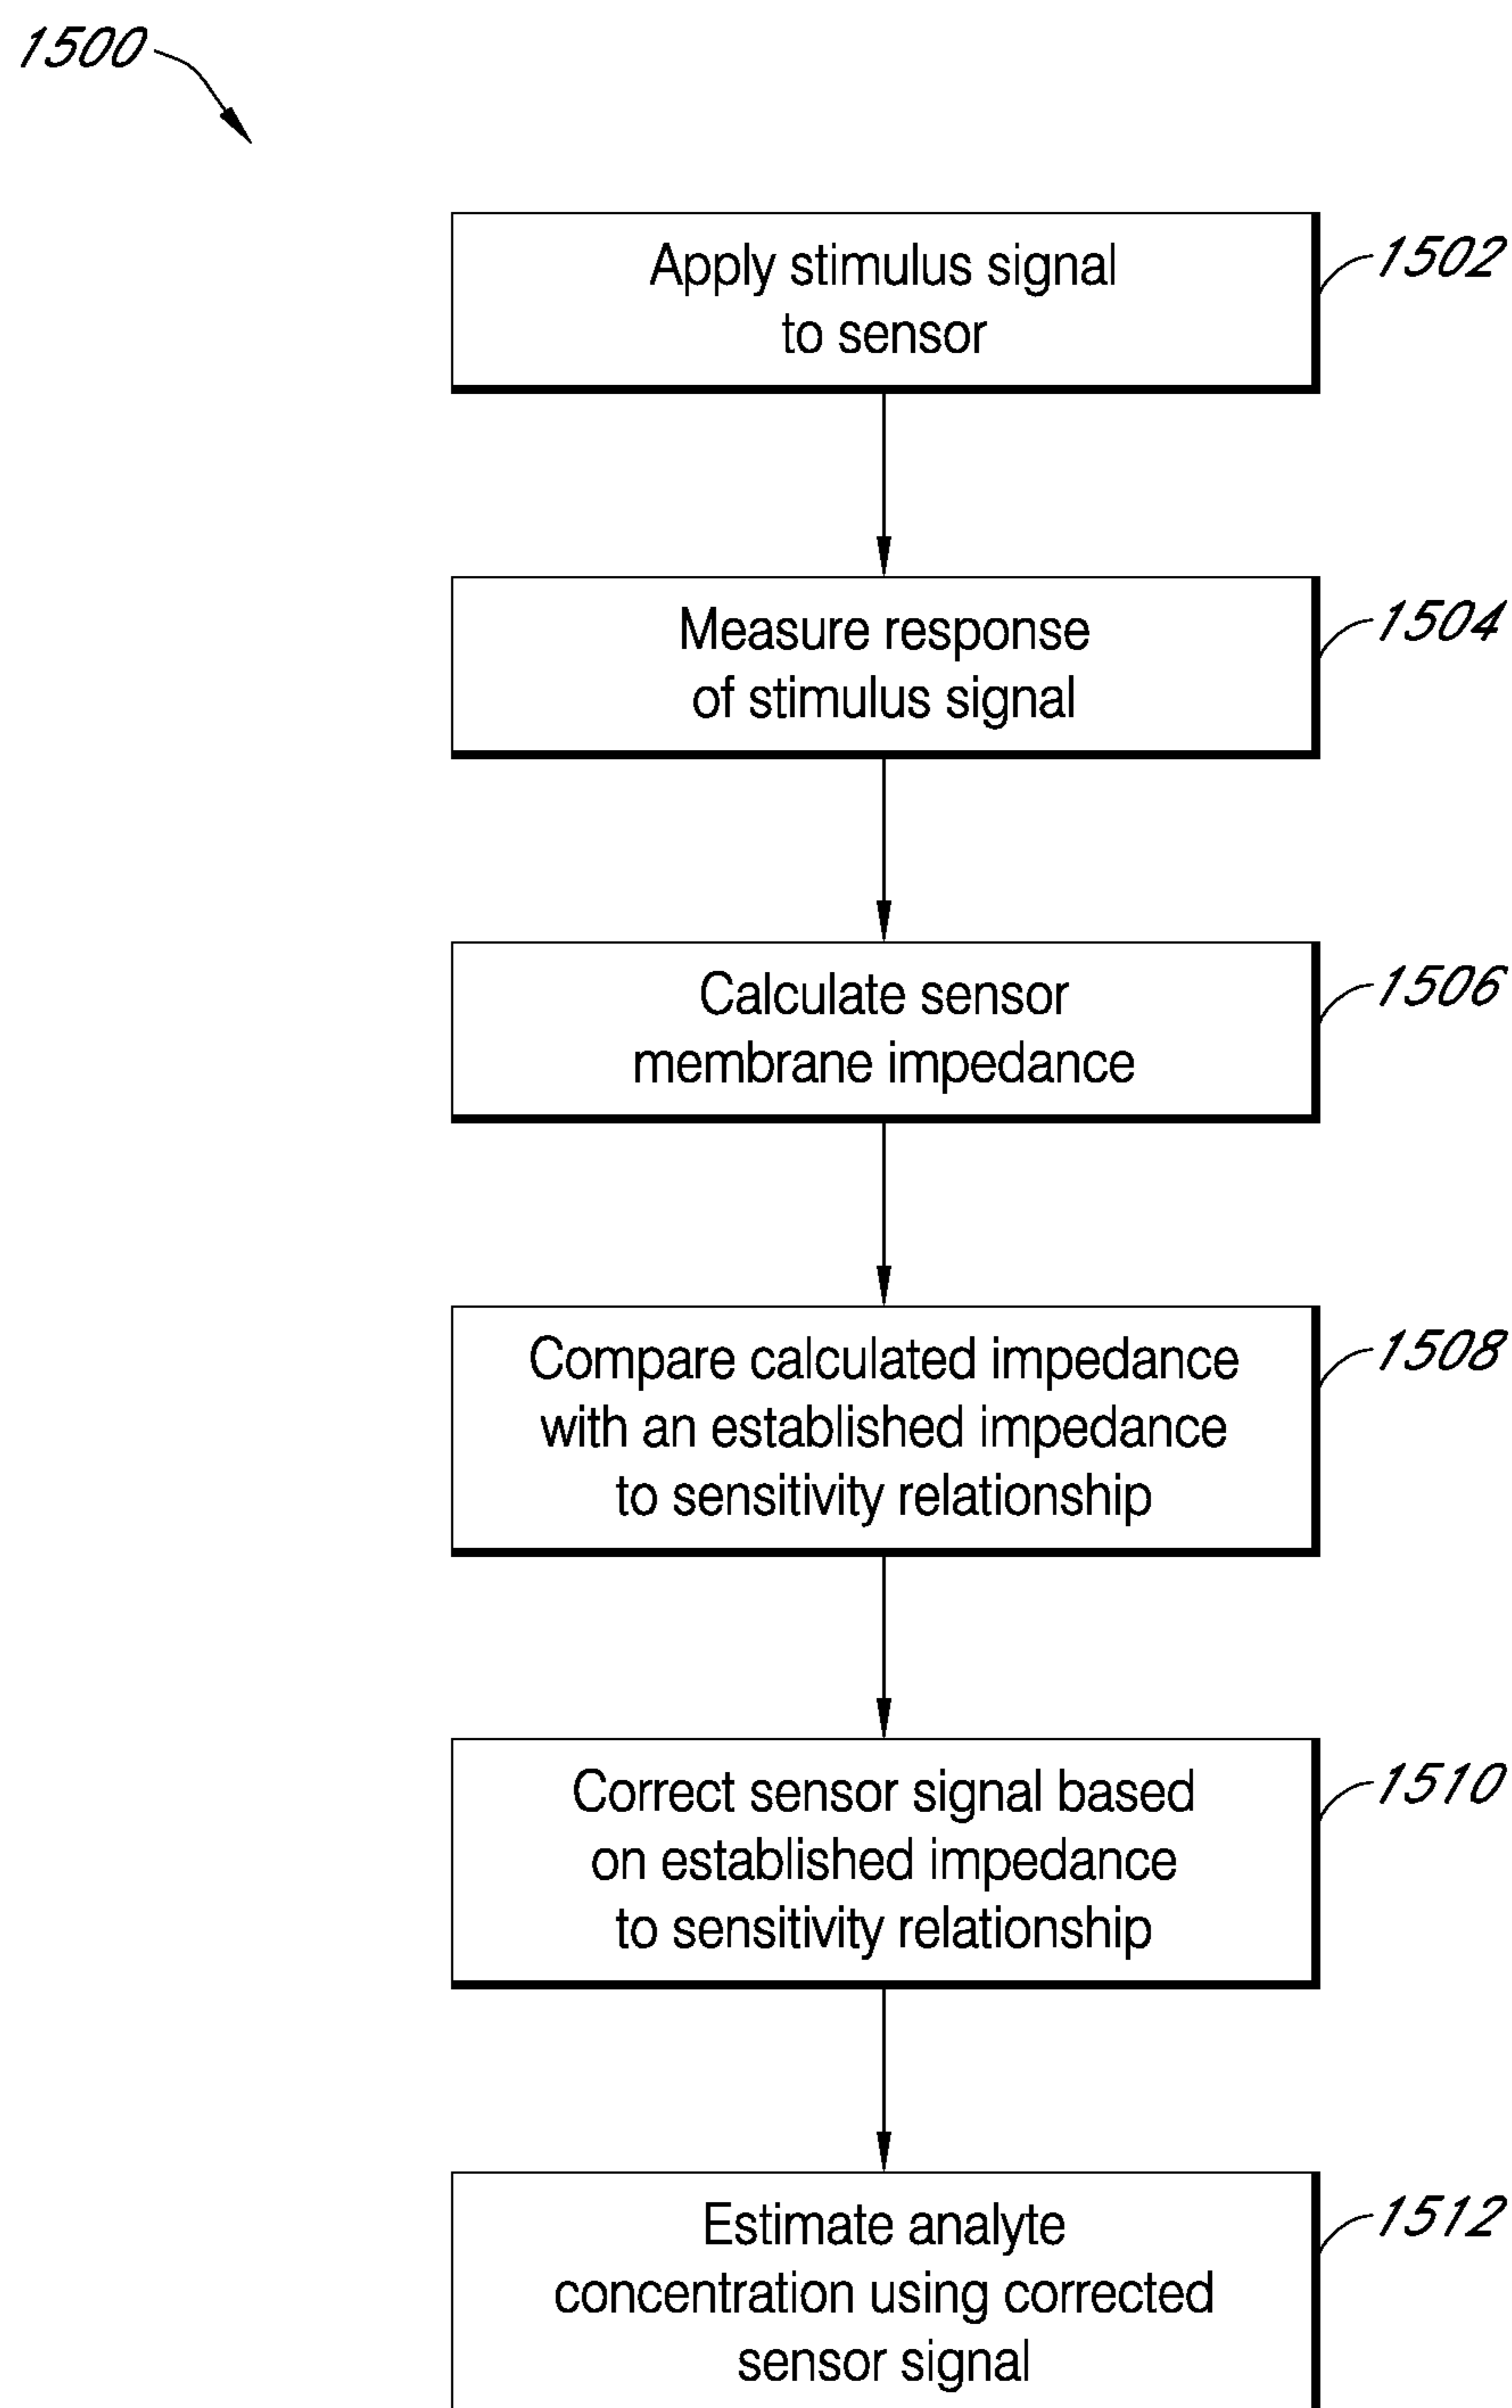 1500
Apply stimulus signal
to sensor
1502
Measure response
of stimulus signal
1504
Calculate sensor
membrane impedance
1506
Compare calculated impedance
with an established impedance
to sensitivity relationship
1508
Correct sensor signal based
on established impedance
to sensitivity relationship
1510
Estimate analyte
concentration using corrected
sensor signal
1512